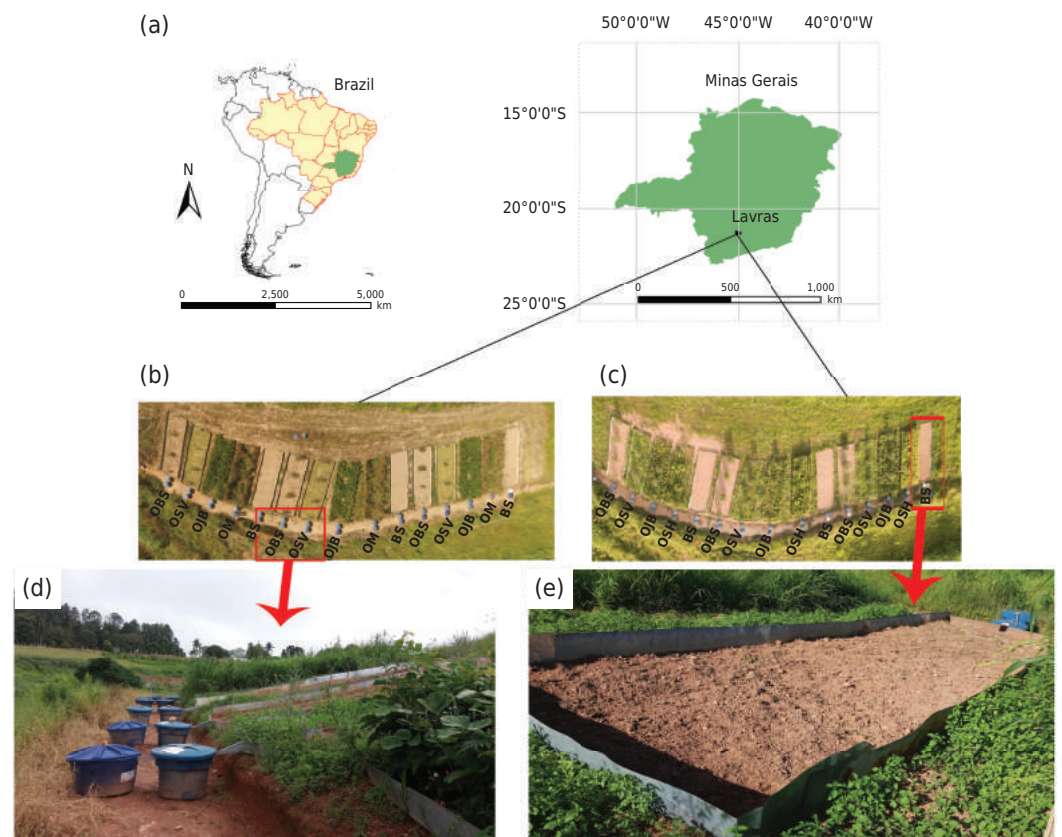 (a)
50°0'0"W 45°0'0"W 40°0'0"W
Brazil
Minas Gerais
15°0'0"S
N
20°0'0"S
Lavras
0 2,500 5,000
km
0 500 1,000
km
25°0'0"S
(b)
(c)
OBS OSV OJB OM BS OBS OSV OJB OM BS OBS OSV OJB OM BS
OBS OSH OJB OSH BS OBS OSV OJB OSH BS OBS OSV OJB OSH BS
(d)
(e)